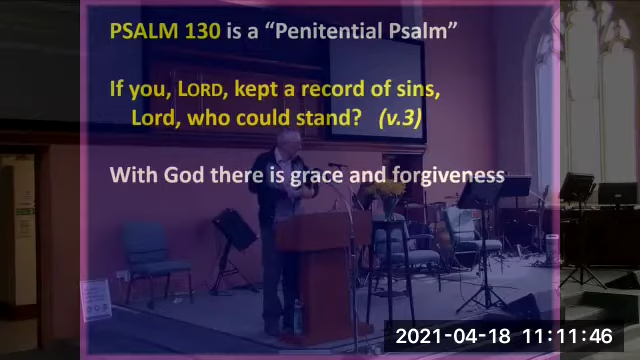 PSALM 130 is a “Penitential Psalm”
If you, LORD, kept a record of sins,
Lord, who could stand? (v.3)
With God there is grace and forgiveness
2021-04-18 11:11:46